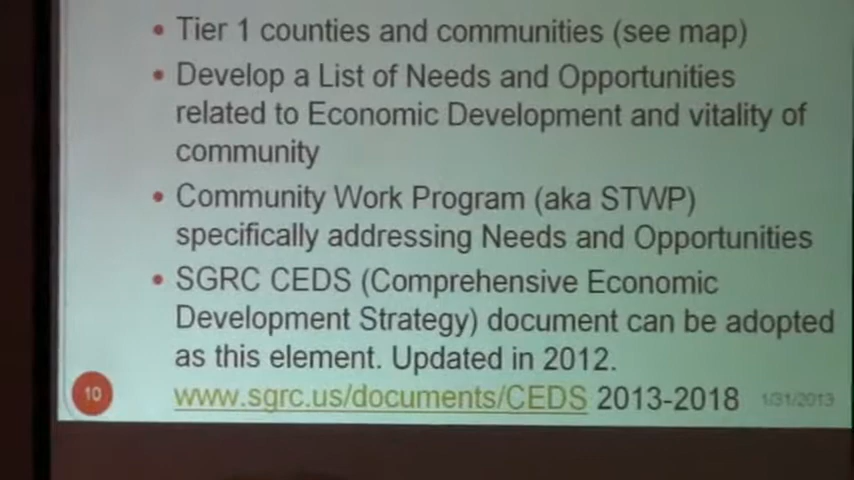 • Tier 1 counties and communities (see map)
• Develop a List of Needs and Opportunities
related to Economic Development and vitality of
community
• Community Work Program (aka STWP)
specifically addressing Needs and Opportunities
• SGRC CEDS (Comprehensive Economic
Development Strategy) document can be adopted
as this element. Updated in 2012.
www.sgrc.us/documents/CEDS 2013-2018
10
1/31/2013